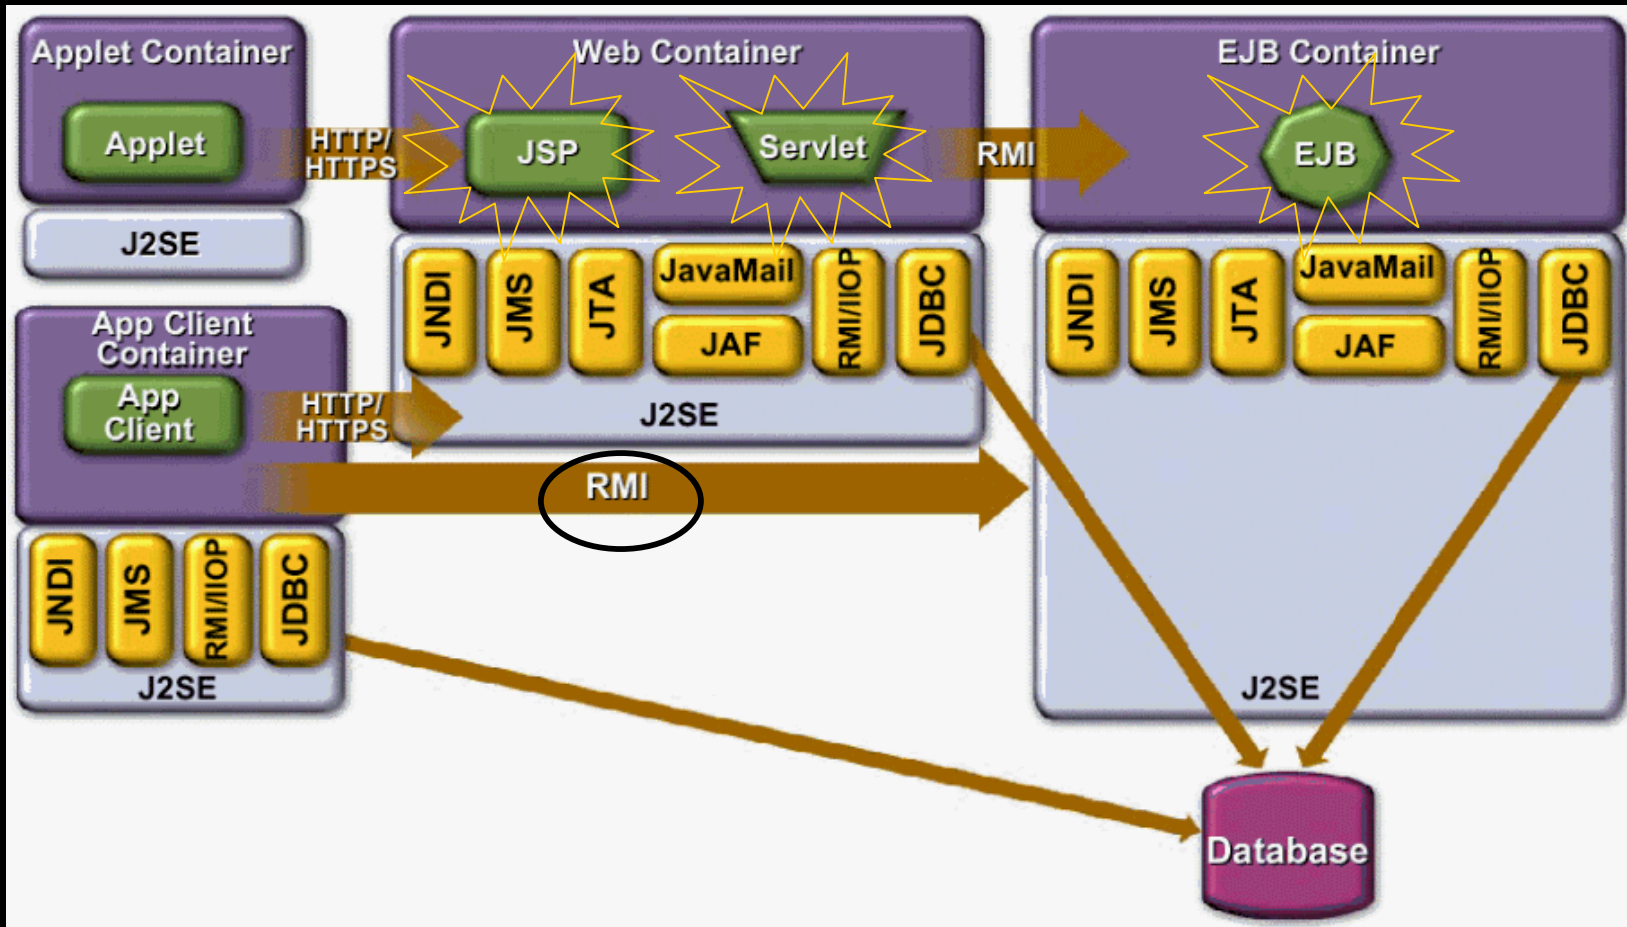 Applet Container
Applet
J2SE
HTTP/
HTTPS
Web Container
JSP
Servlet
RMI
EJB Container
EJB
JNDI
JMS
JTA
JavaMail
JAF
RMI/IIOP
JDBC
J2SE
JNDI
JMS
JTA
JavaMail
JAF
RMI/IIOP
JDBC
J2SE
App Client
Container
App
Client
HTTP/
HTTPS
RMI
JNDI
JMS
RMI/IIOP
JDBC
J2SE
Database